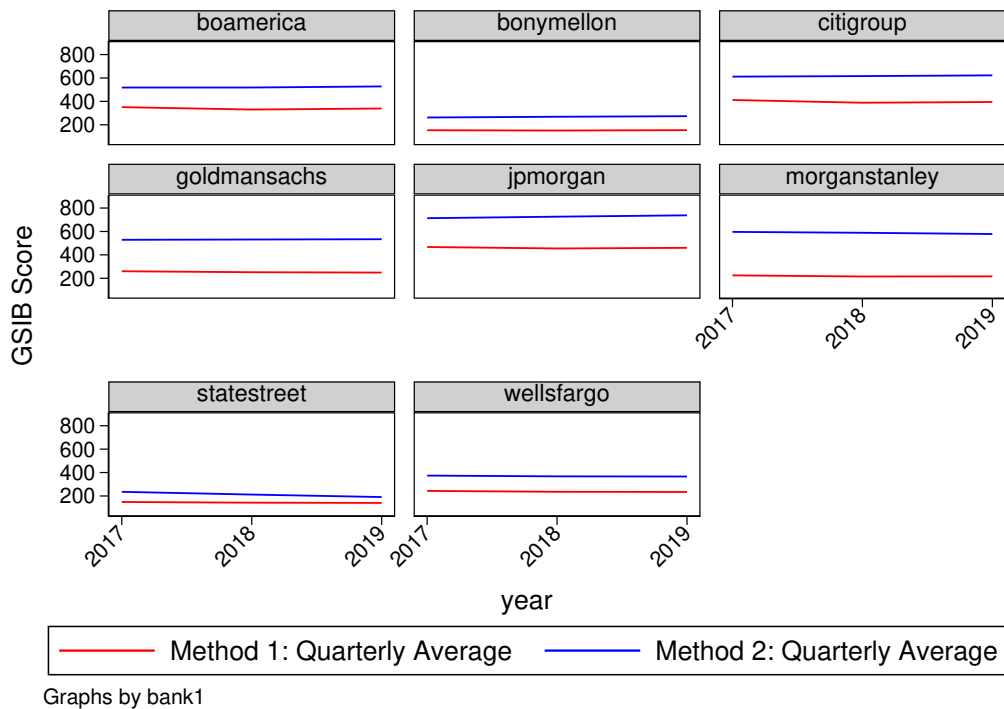 boamerica
bonymellon
citigroup
800
600
400
200
goldmansachs
jpmorgan
morganstanley
800
600
400
200
2017
2018
2019
GSIB Score
statestreet
wellsfargo
800
600
400
200
2017
2018
2019
2017
2018
2019
year
Method 1: Quarterly Average
Method 2: Quarterly Average
Graphs by bank1